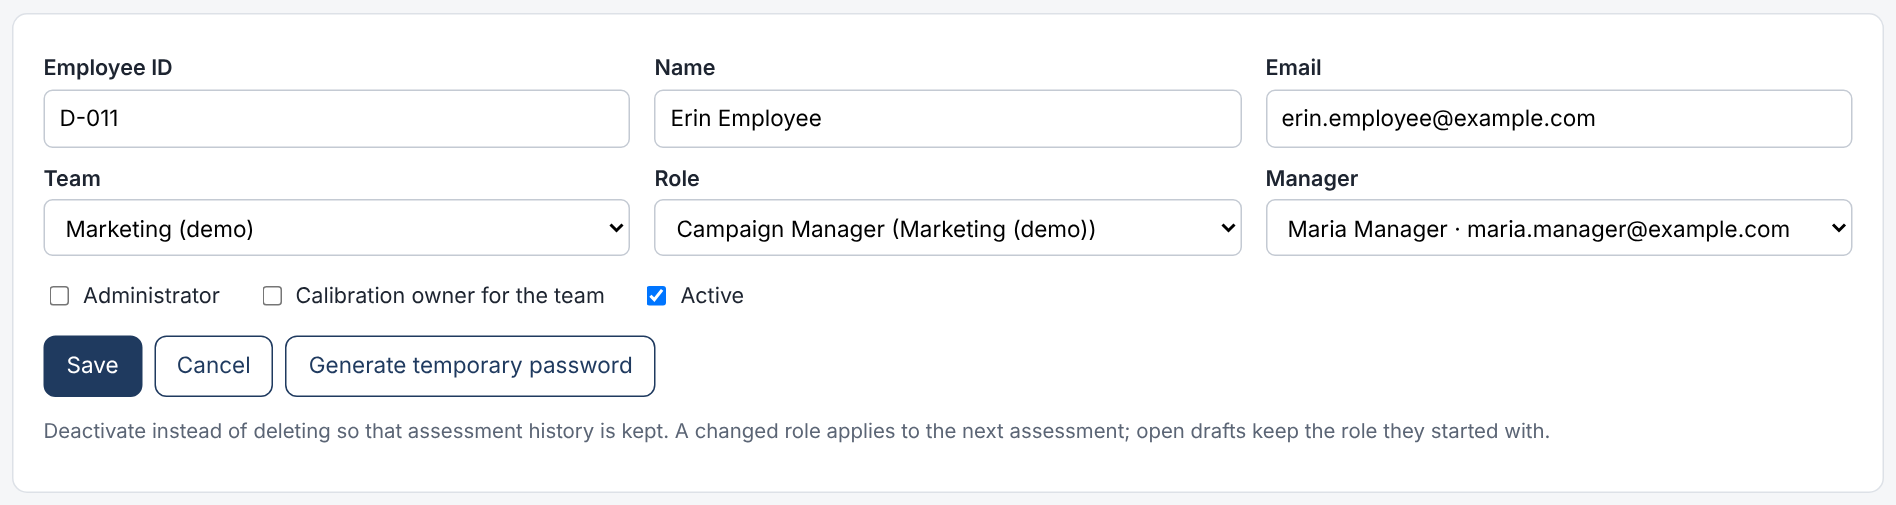 Employee ID Name Email
D-011 Erin Employee erin.employee@example.com
Team Role Manager
Marketing (demo) Campaign Manager (Marketing (demo)) Maria Manager · maria.manager@example.com
Administrator Calibration owner for the team Active
Save Cancel Generate temporary password
Deactivate instead of deleting so that assessment history is kept. A changed role applies to the next assessment; open drafts keep the role they started with.